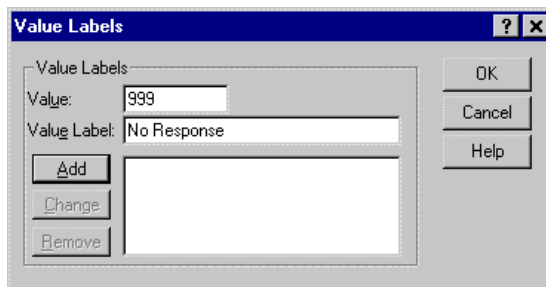 Value Labels
? X
Value Labels
Value: 999
Value Label: No Response
Add
Change
Remove
OK
Cancel
Help